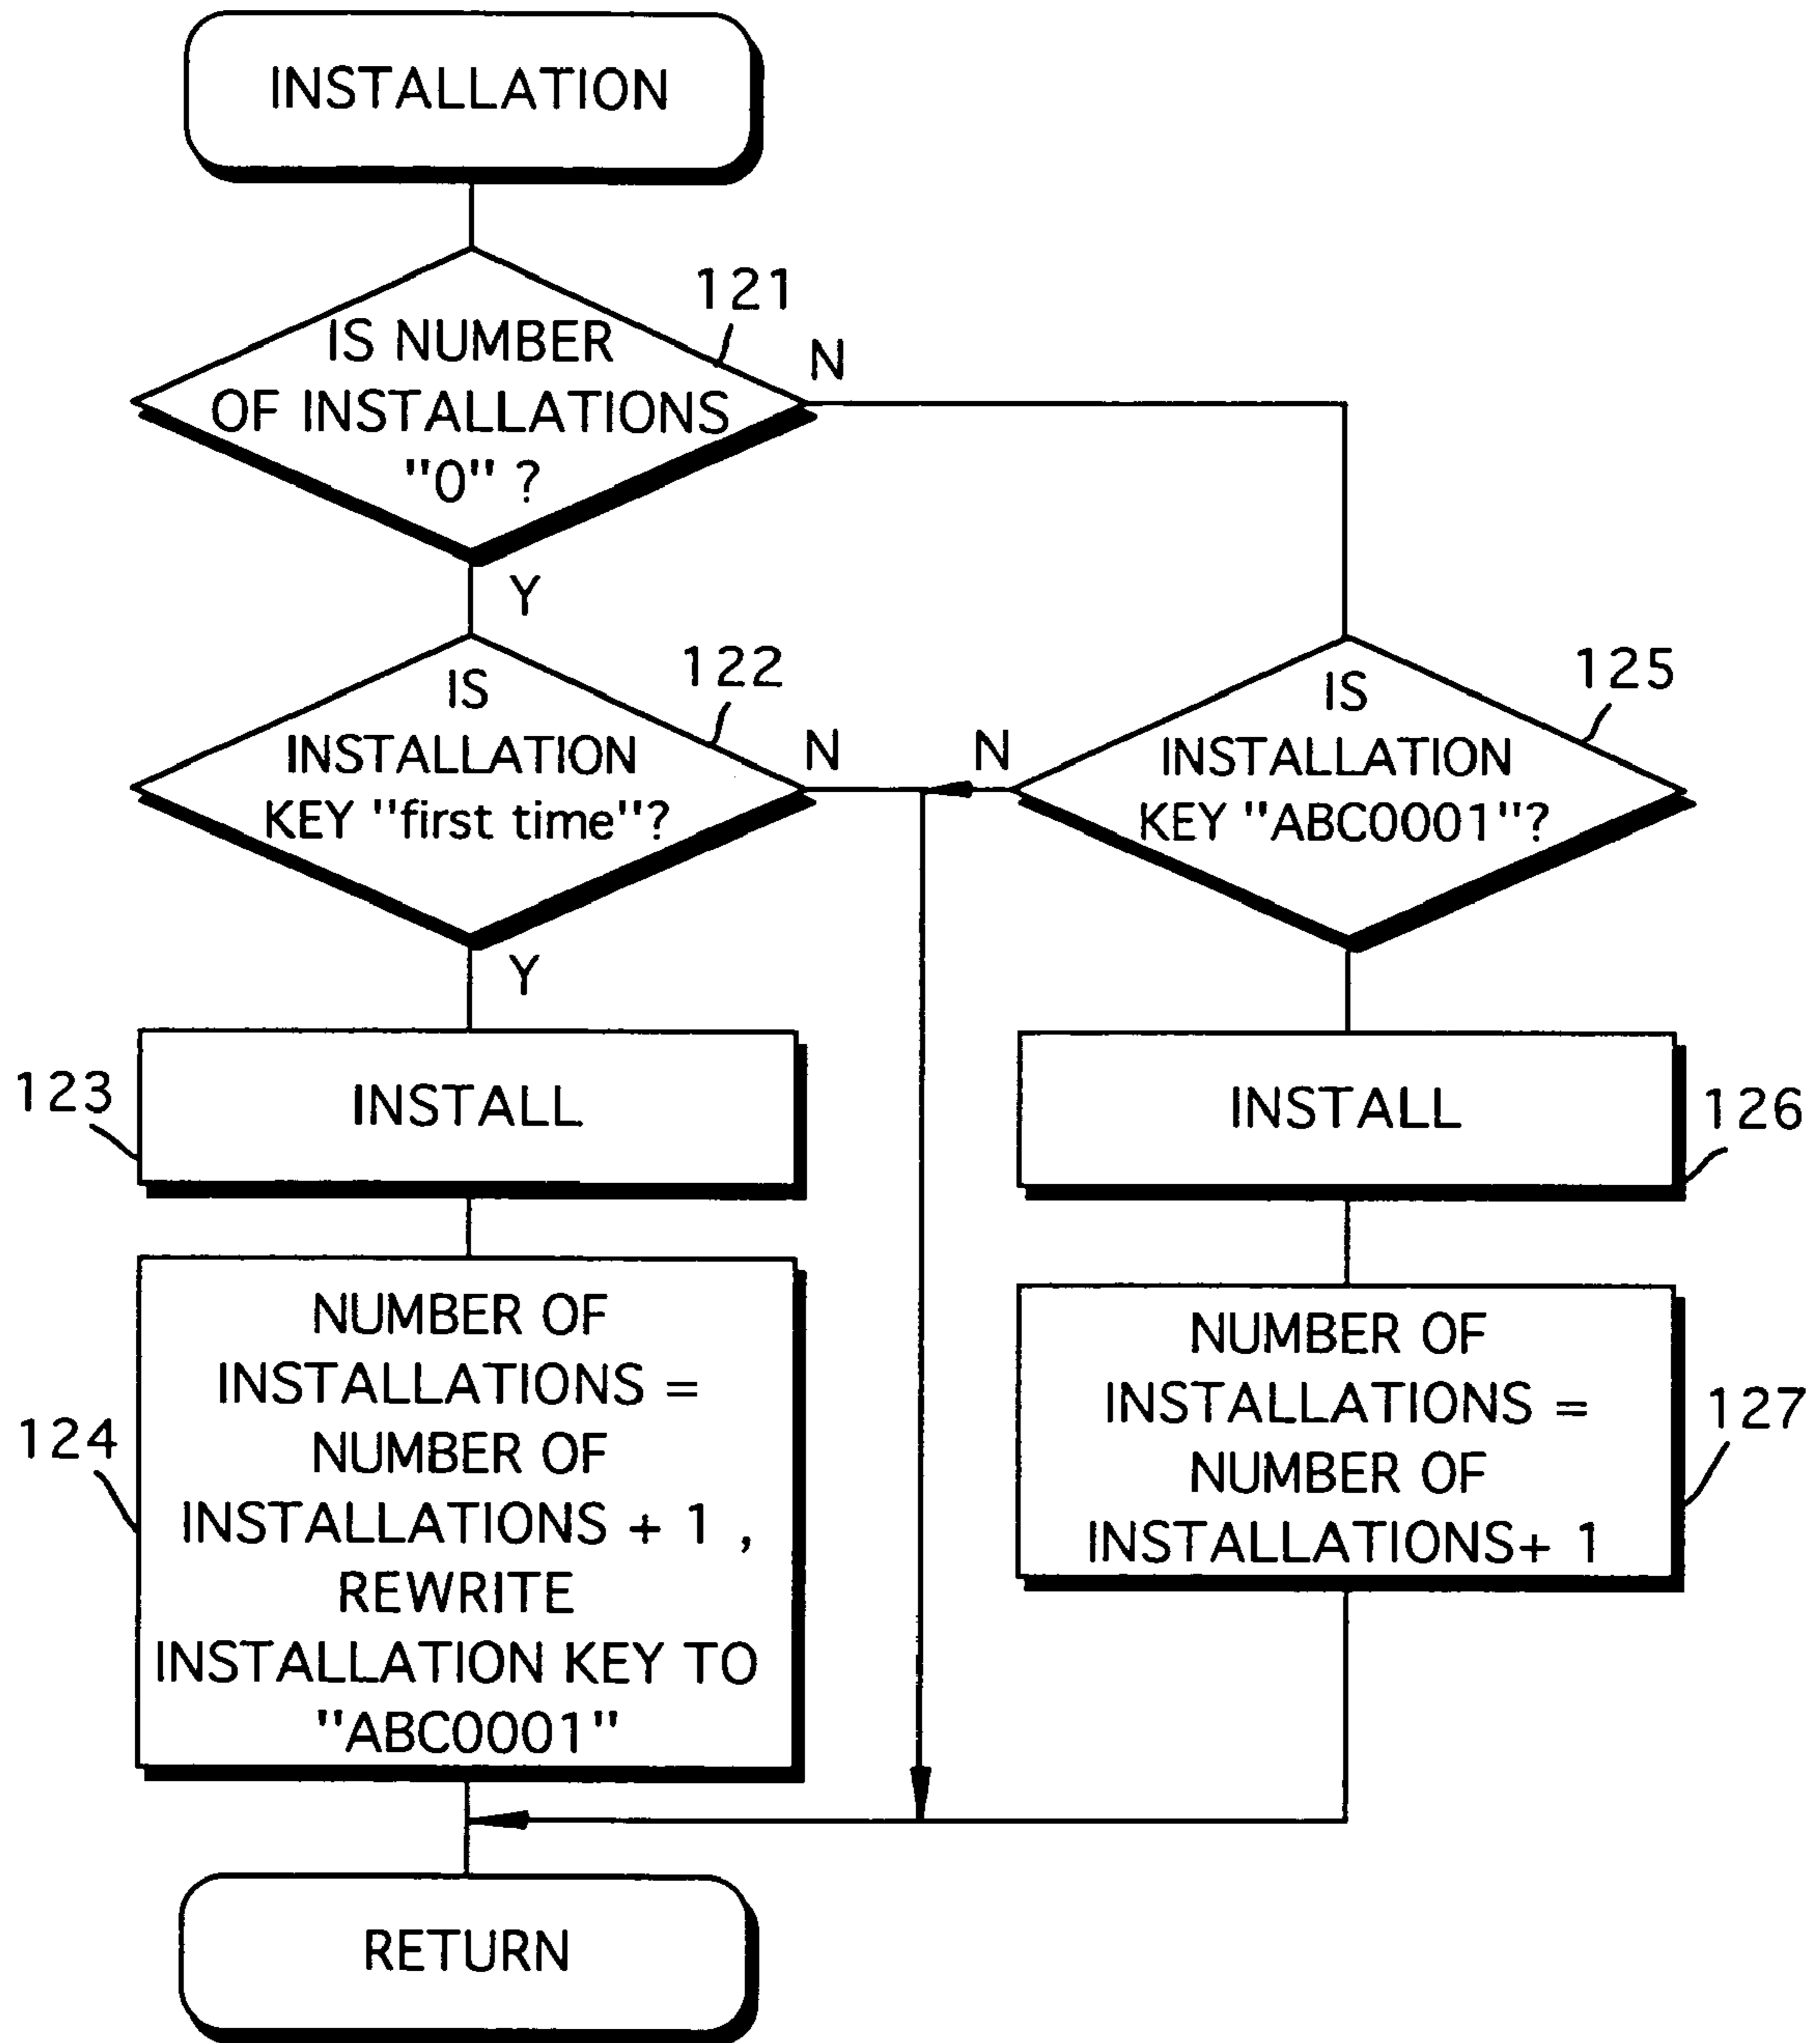 INSTALLATION
121
IS NUMBER
OF INSTALLATIONS
"0" ?
N
Y
122
IS
INSTALLATION
KEY "first time"?
N
Y
125
IS
INSTALLATION
KEY "ABC0001"?
N
123
INSTALL
126
INSTALL
124
NUMBER OF
INSTALLATIONS =
NUMBER OF
INSTALLATIONS + 1 ,
REWRITE
INSTALLATION KEY TO
"ABC0001"
127
NUMBER OF
INSTALLATIONS =
NUMBER OF
INSTALLATIONS+ 1
RETURN